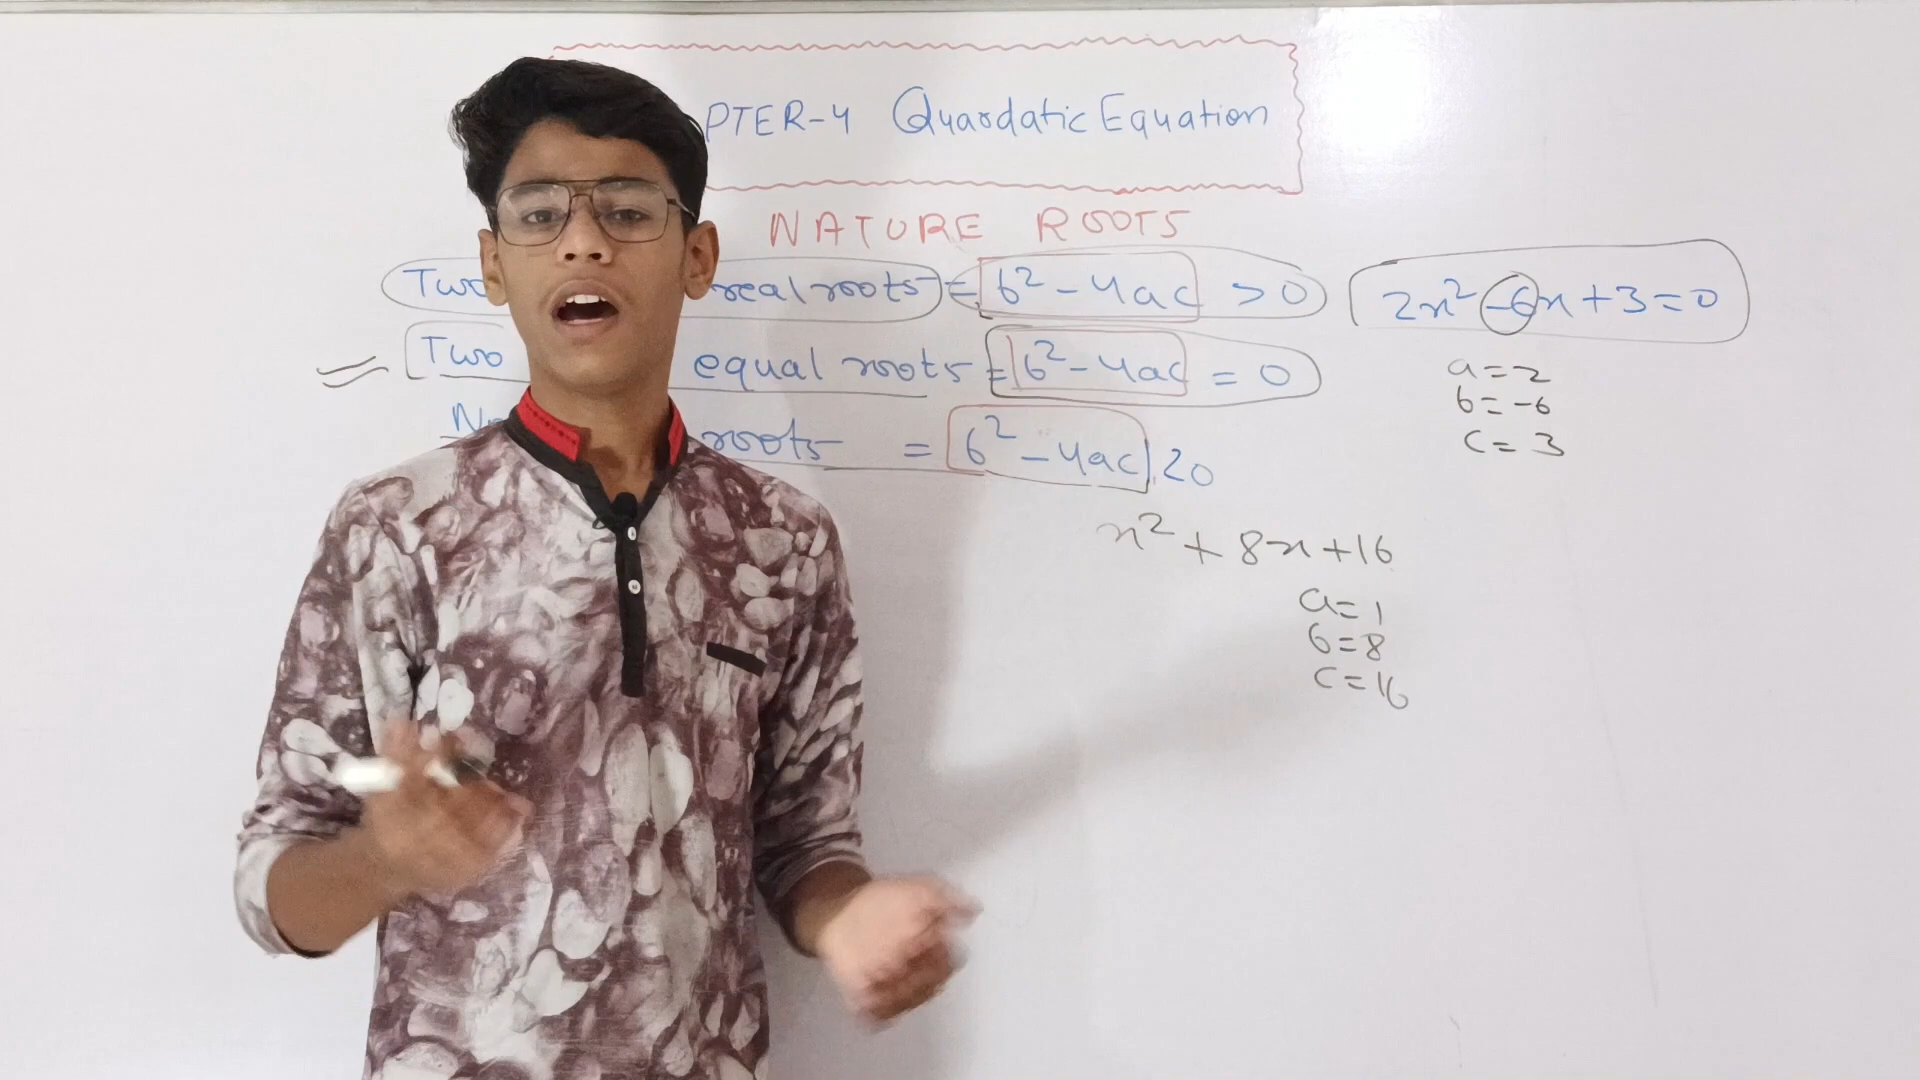 PTER-4 Quardatic Equation
NATURE ROOTS
Two real roots = b² - 4ac > 0
Two equal roots = b² - 4ac = 0
roots = b² - 4ac 20
2x² - 6x + 3 = 0
a = 2
b = -6
c = 3
x² + 8x + 16
a = 1
b = 8
c = 16